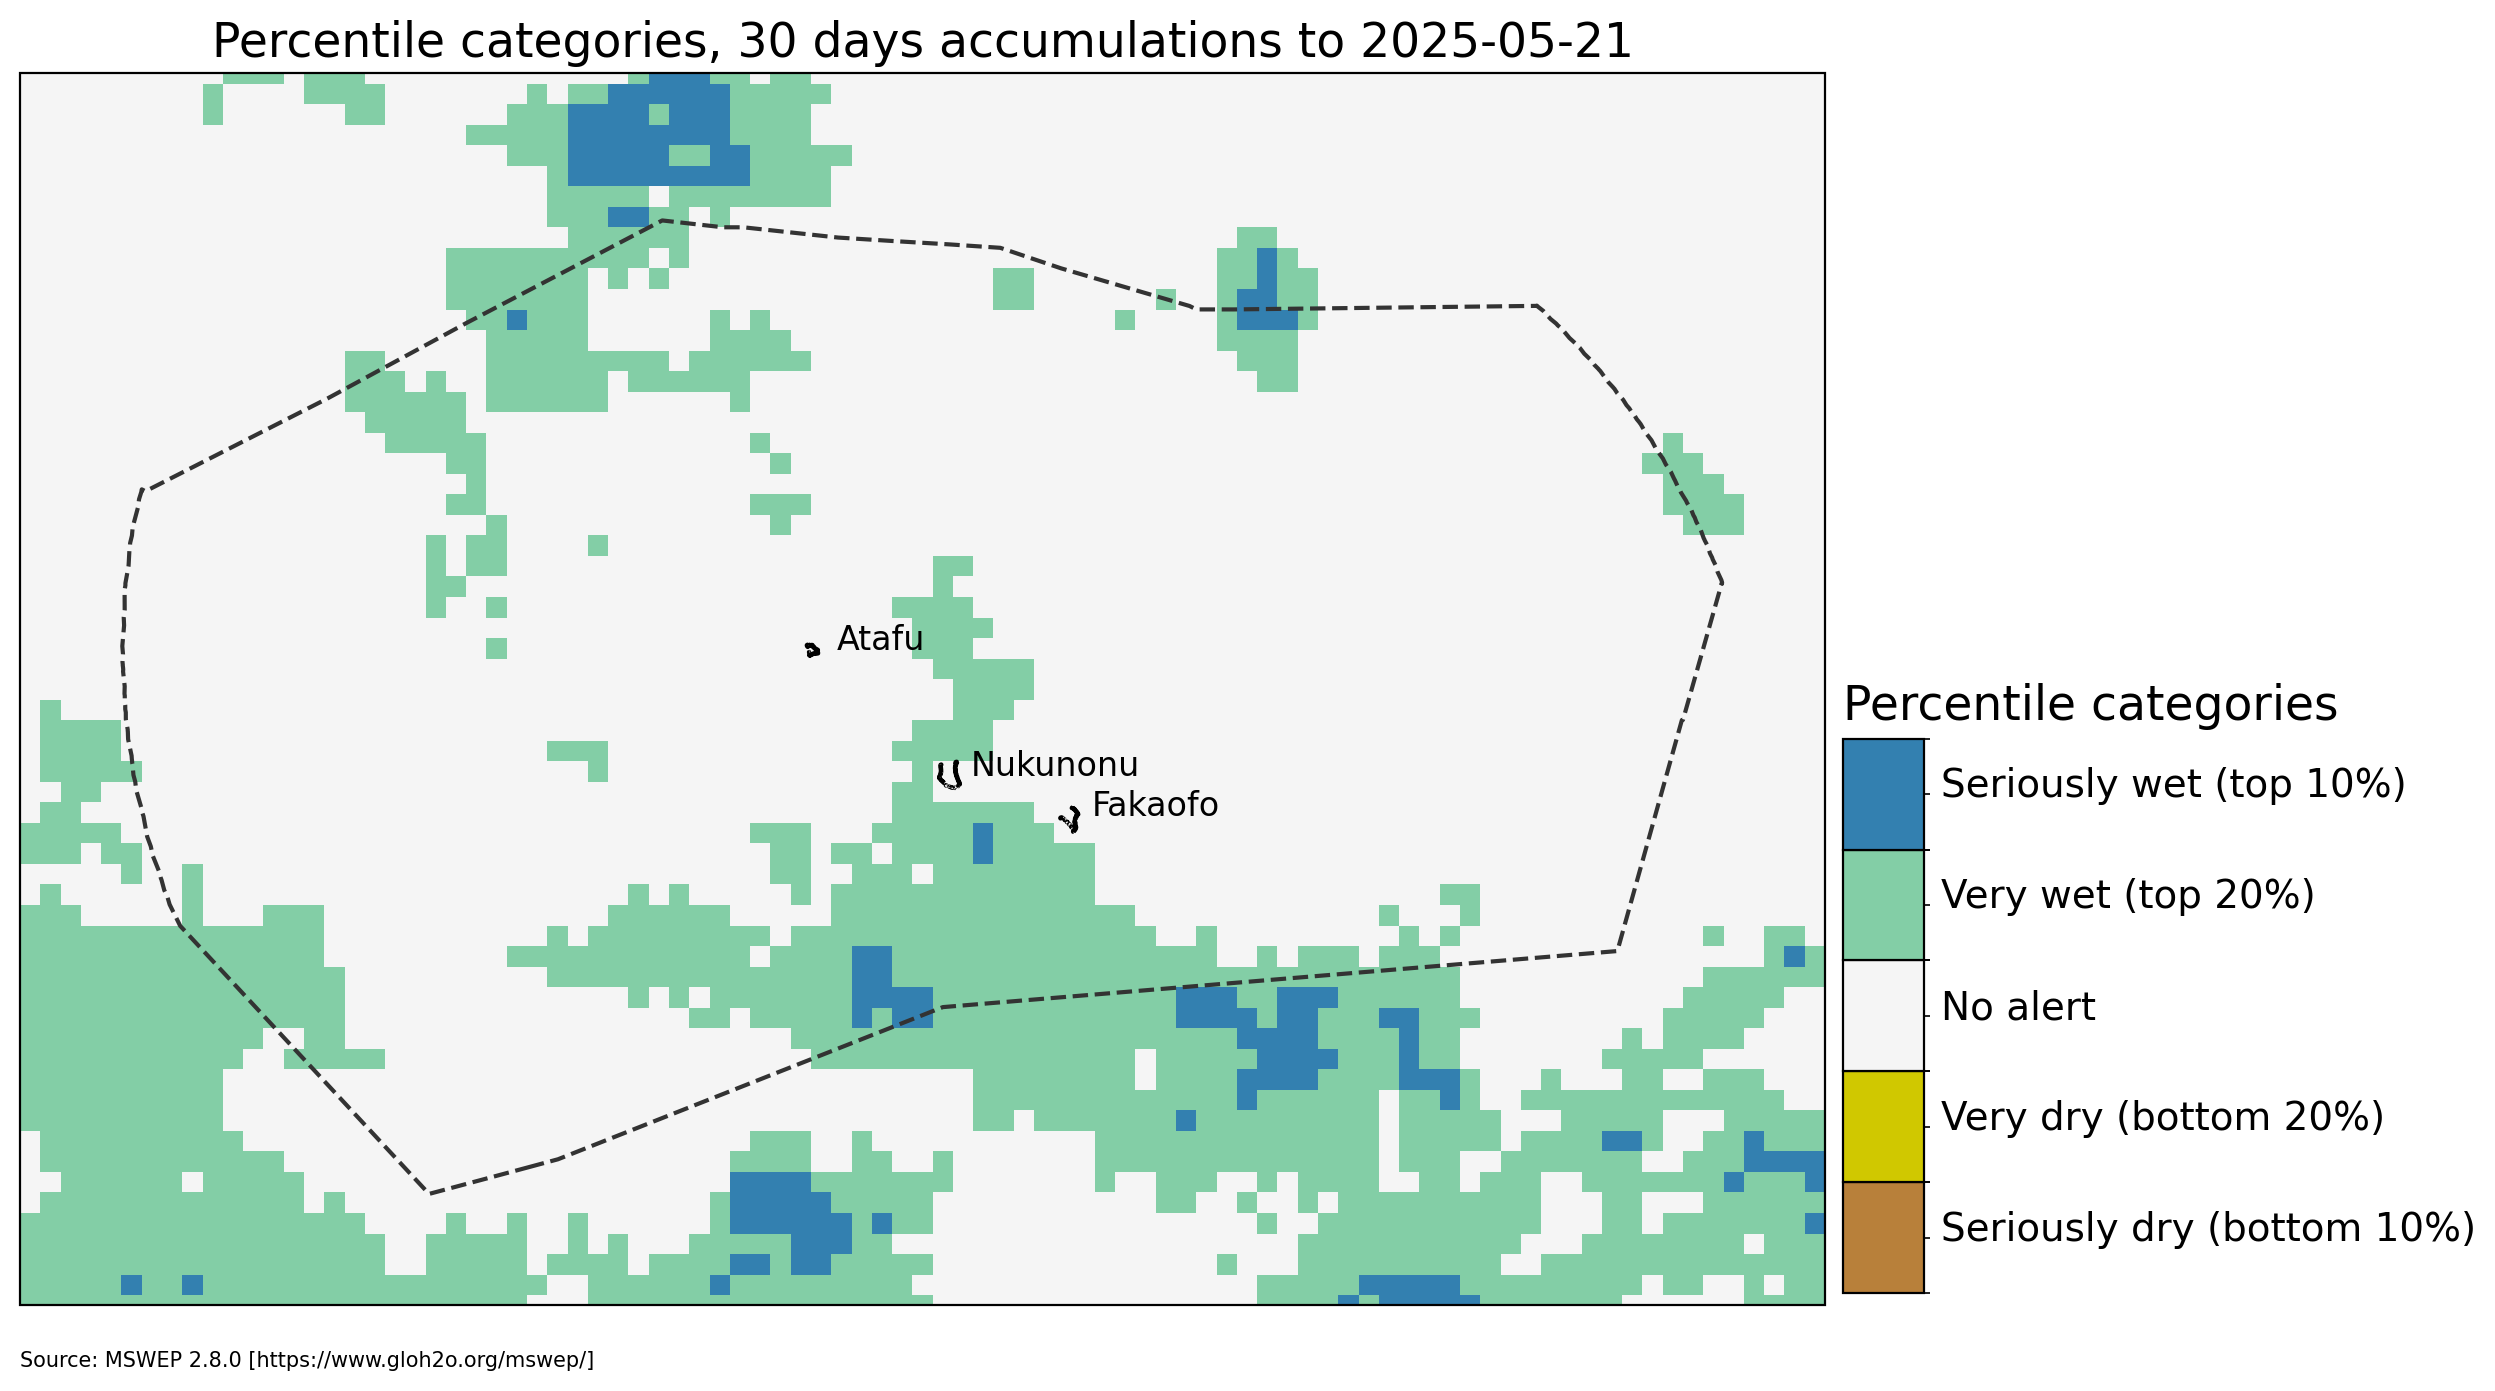 Percentile categories, 30 days accumulations to 2025-05-21
Atafu
Nukunonu
Fakaofo
Percentile categories
Seriously wet (top 10%)
Very wet (top 20%)
No alert
Very dry (bottom 20%)
Seriously dry (bottom 10%)
Source: MSWEP 2.8.0 [https://www.gloh2o.org/mswep/]